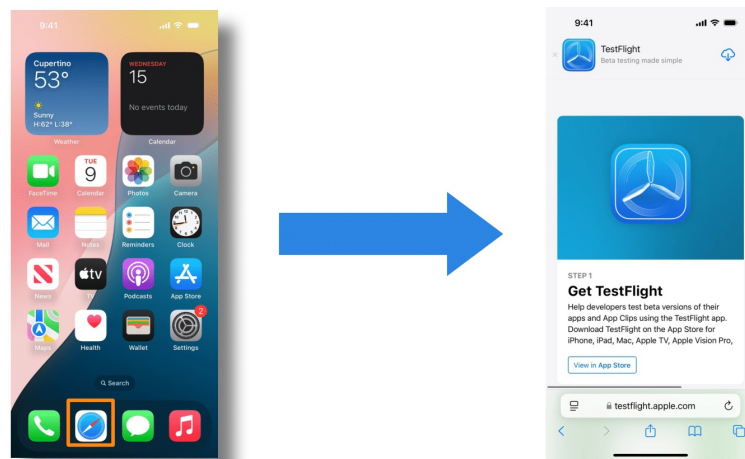 9:41
Cupertino
53°
Sunny
H:62° L:38°
Weather
WEDNESDAY
15
No events today
Calendar
TUE
9
FaceTime
Calendar
Photos
Camera
Mail
Notes
Reminders
Clock
tv
News
TV
Podcasts
App Store
2
Maps
Health
Wallet
Settings
Search
9:41
TestFlight
Beta testing made simple
STEP 1
Get TestFlight
Help developers test beta versions of their
apps and App Clips using the TestFlight app.
Download TestFlight on the App Store for
iPhone, iPad, Mac, Apple TV, Apple Vision Pro,
View in App Store
testflight.apple.com